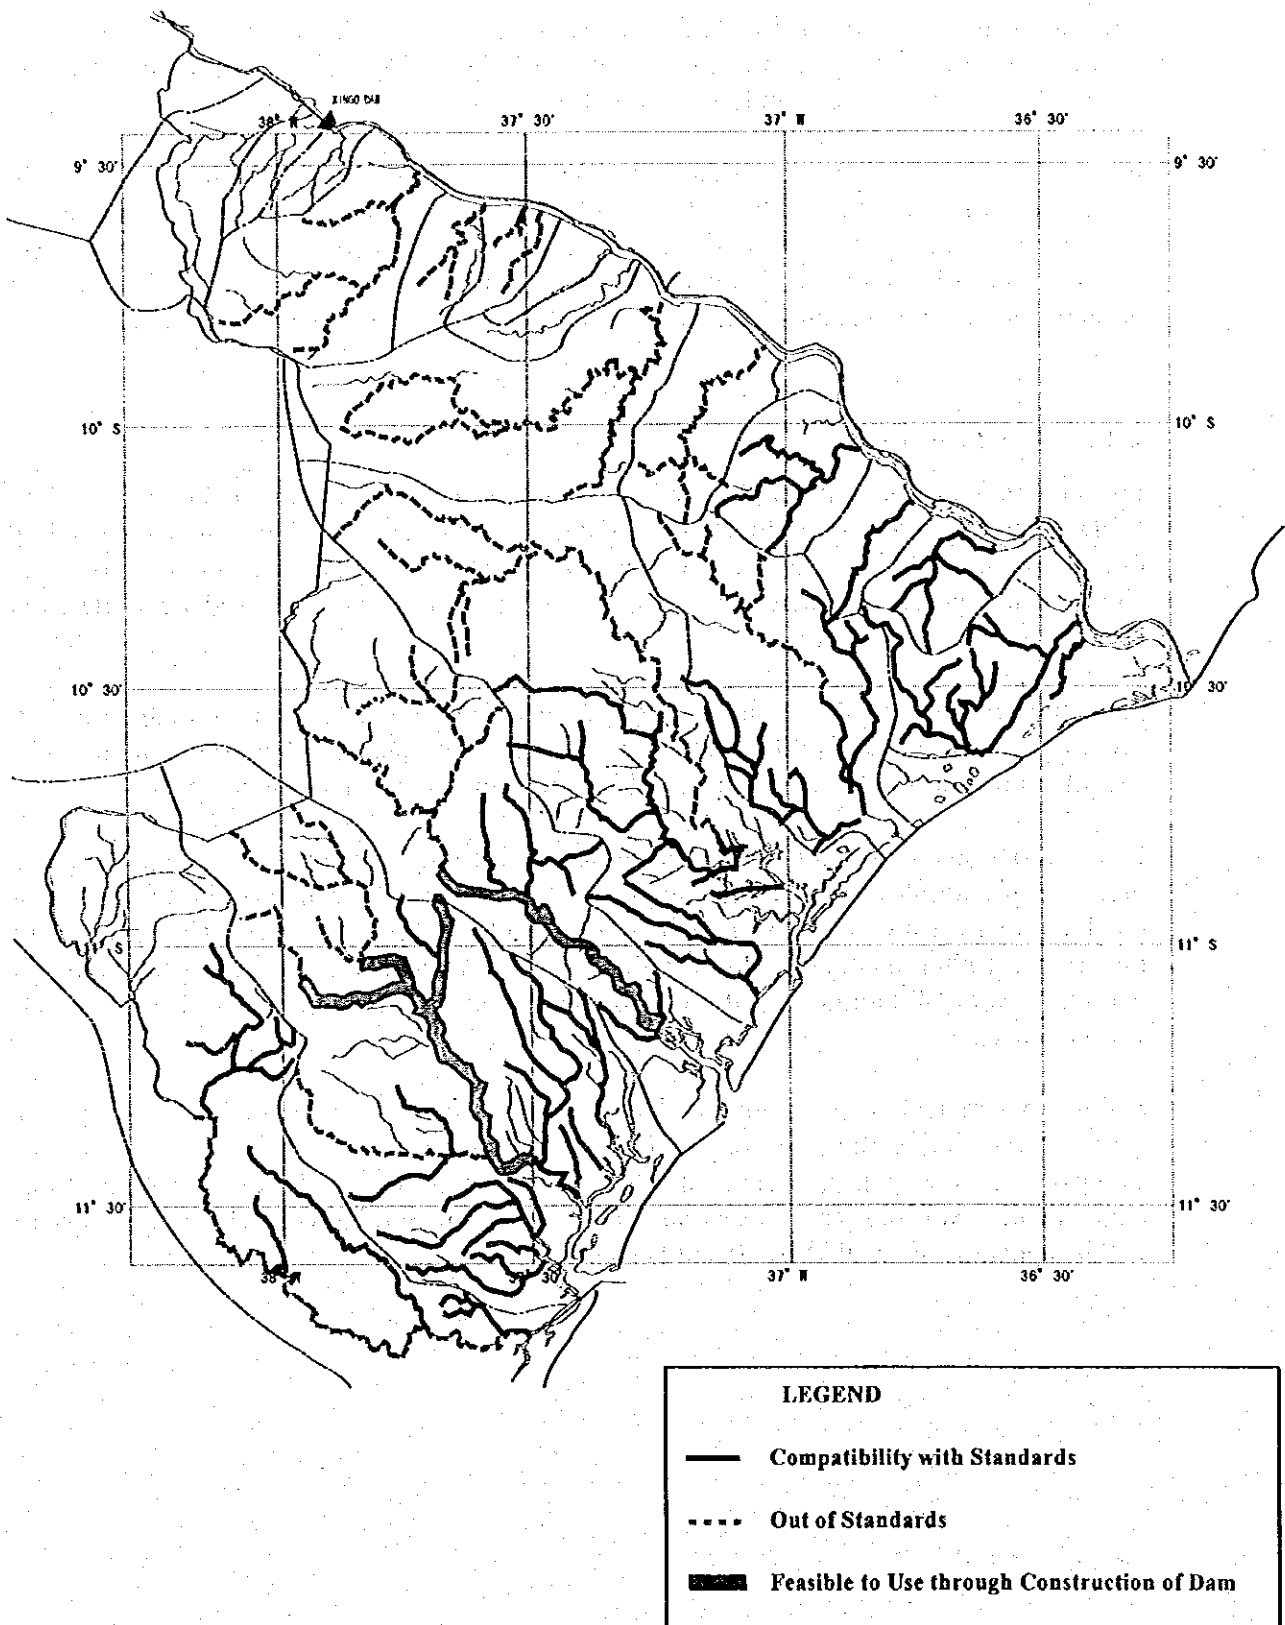 XINGO DAM
38° W
37° 30'
37° W
36° 30'
9° 30'
9° 30'
10° S
10° S
10° 30'
30'
S
11° S
11° 30'
11° 30'
38°
30'
37° W
36° 30'
LEGEND
Compatibility with Standards
Out of Standards
Feasible to Use through Construction of Dam